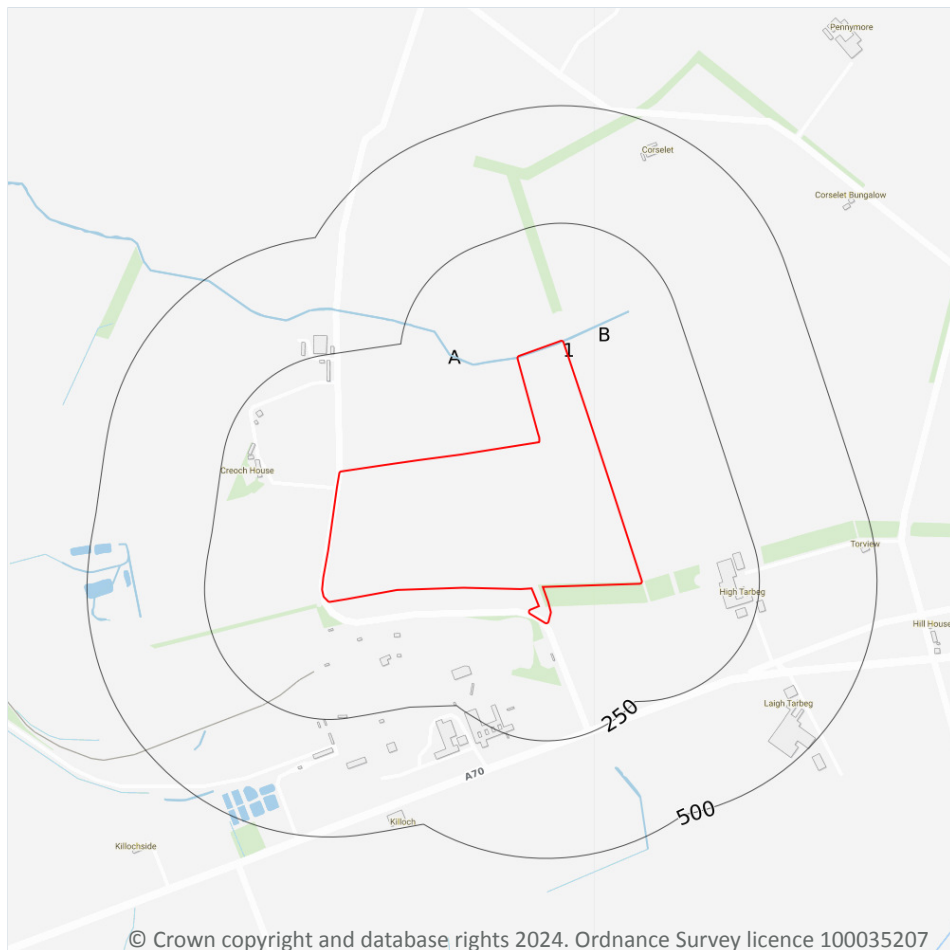 Pennymore
Corselet
Corselet Bungalow
B
1
A
Creoch House
Torview
High Tarbeg
Hill House
Laigh Tarbeg
250
A70
500
Killoch
Killochside
© Crown copyright and database rights 2024. Ordnance Survey licence 100035207